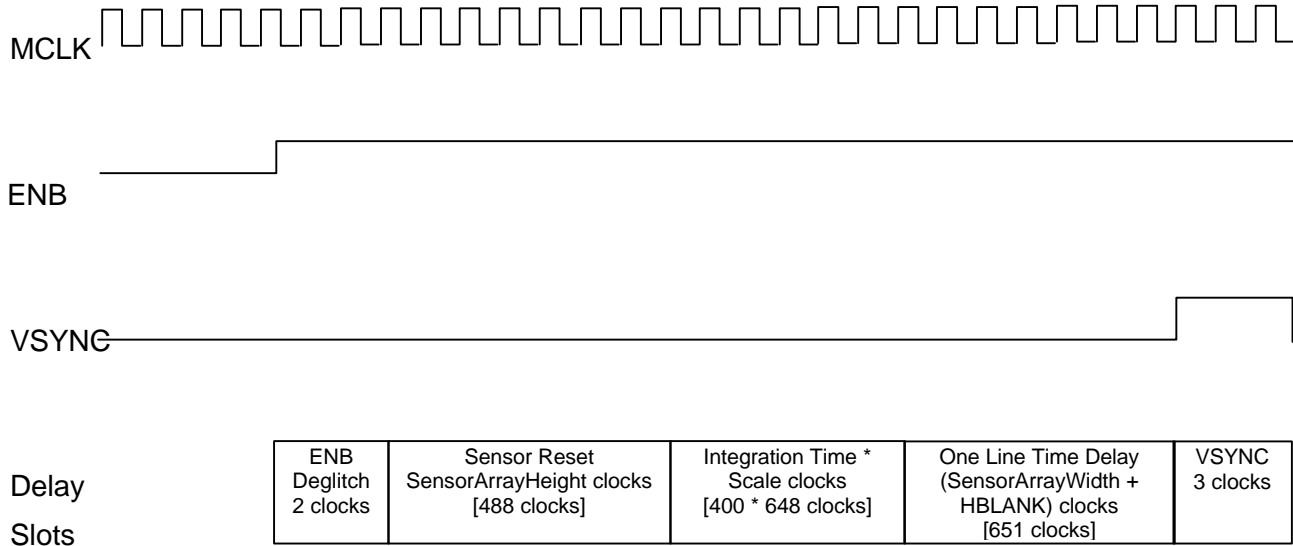 MCLK
ENB
VSYNC
Delay
Slots
ENB
Deglitch
2 clocks
Sensor Reset
SensorArrayHeight clocks
[488 clocks]
Integration Time *
Scale clocks
[400 * 648 clocks]
One Line Time Delay
(SensorArrayWidth +
HBLANK) clocks
[651 clocks]
VSYNC
3 clocks